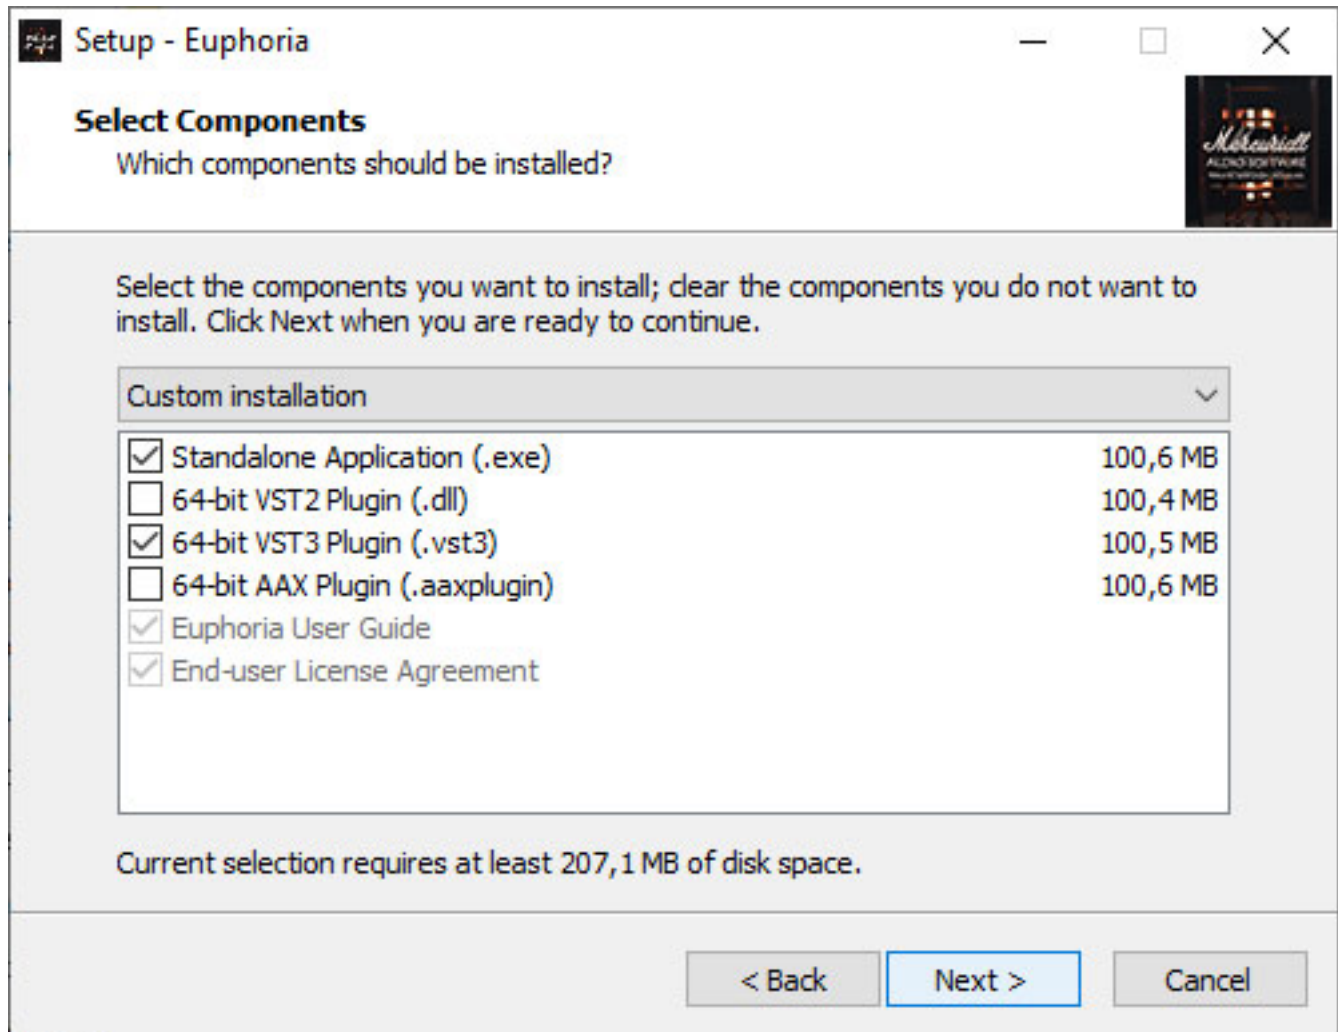 Setup - Euphoria
Select Components
Which components should be installed?
Mercuriall
AUDIO SOFTWARE
Select the components you want to install; clear the components you do not want to
install. Click Next when you are ready to continue.
Custom installation
Standalone Application (.exe) 100,6 MB
64-bit VST2 Plugin (.dll) 100,4 MB
64-bit VST3 Plugin (.vst3) 100,5 MB
64-bit AAX Plugin (.aaxplugin) 100,6 MB
Euphoria User Guide
End-user License Agreement
Current selection requires at least 207,1 MB of disk space.
< Back Next > Cancel